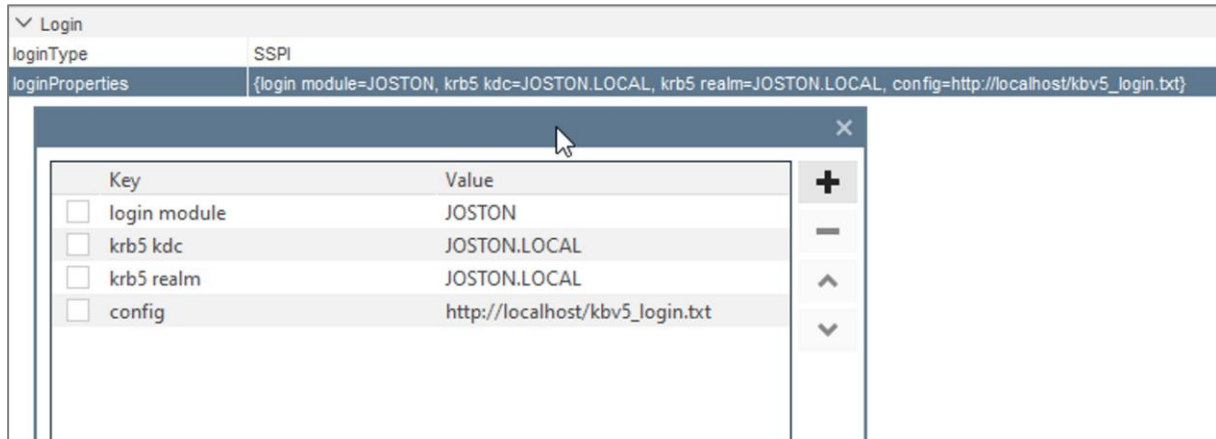 Login
loginType SSPI
loginProperties {login module=JOSTON, krb5 kdc=JOSTON.LOCAL, krb5 realm=JOSTON.LOCAL, config=http://localhost/kbv5_login.txt}
Key Value
login module JOSTON
krb5 kdc JOSTON.LOCAL
krb5 realm JOSTON.LOCAL
config http://localhost/kbv5_login.txt